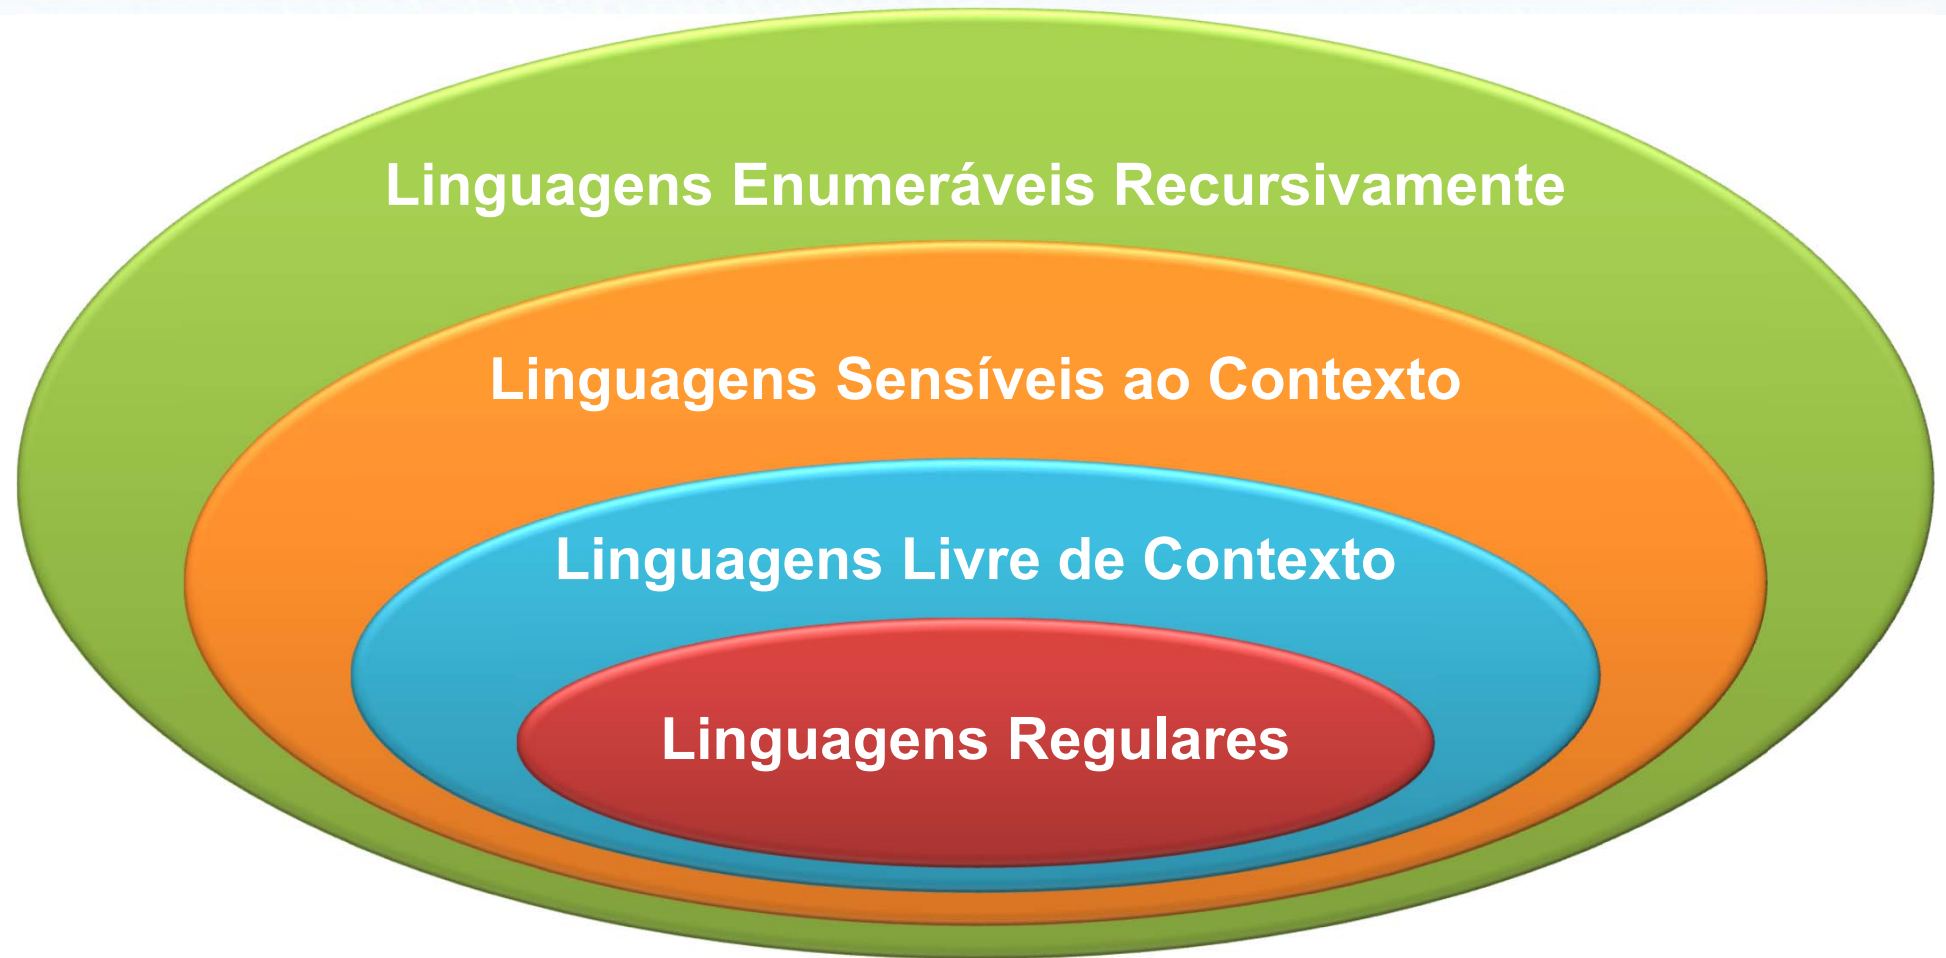 Linguagens Enumeráveis Recursivamente
Linguagens Sensíveis ao Contexto
Linguagens Livre de Contexto
Linguagens Regulares